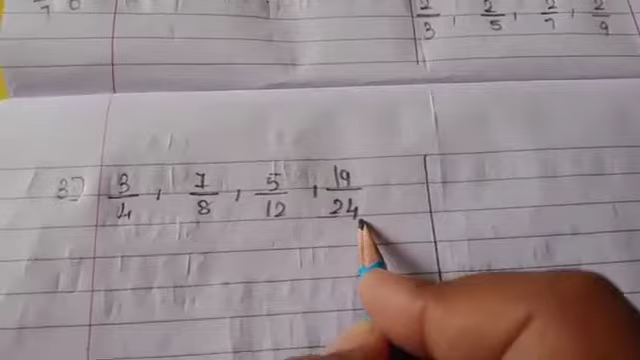 2/3, 2/5, 2/7, 2/9
3) 3/4, 7/8, 5/12, 19/24